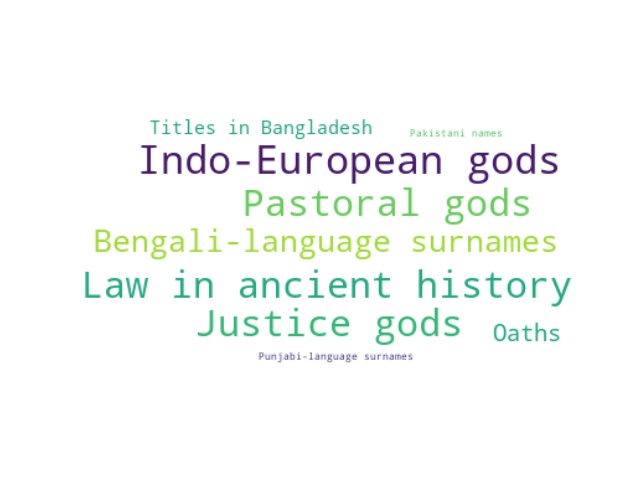 Titles in Bangladesh
Pakistani names
Indo-European gods
Pastoral gods
Bengali-language surnames
Law in ancient history
Justice gods
Oaths
Punjabi-language surnames